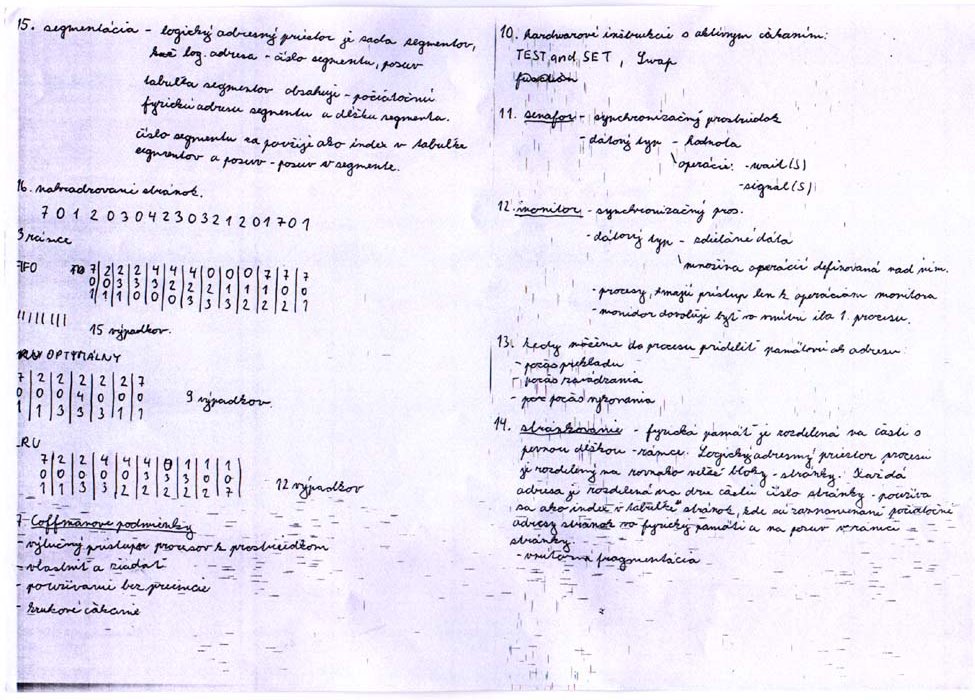 15. segmentácia - logický adresný priestor je sada segmentov,
log. adresa - číslo segmentu, posuv
tabuľka segmentov obsahuje - počiatočnú
fyzickú adresu segmentu a dĺžku segmentu.
číslo segmentu sa použije ako index v tabuľke
segmentov a posuv - posuv v segmente.
16. nahradzovanie stránok.
7 0 1 2 0 3 0 4 2 3 0 3 2 1 2 0 1 7 0 1
3 rámce
FIFO
7 2 2 2 4 4 4 0 0 0 7 7 7
0 0 3 3 3 2 2 2 1 1 1 0 0
1 1 1 0 0 0 3 3 3 2 2 2 1
15 výpadkov.
OPTIMÁLNY
7 2 2 2 2 2 7
0 0 0 4 0 0 0
1 1 3 3 3 1 1
9 výpadkov.
LRU
7 2 2 4 4 4 0 1 1 1
0 0 0 0 0 3 3 3 0 0
1 1 3 3 2 2 2 2 2 7
- 12 výpadkov
7 - Coffmanove podmienky
- výlučný prístup procesov k prostriedkom
- vlastniť a žiadať
- používanie bez
- kruhové čakanie
10. hardwarové inštrukcie s aktívnym čakaním:
TEST and SET, Swap
11. semafor - synchronizačný prostriedok
- dátový typ - hodnota
operácie: - wait(S)
- signal(S)
12. monitor - synchronizačný pros.
- dátový typ - zdieľané dáta
množina operácií definovaná nad nimi.
- procesy majú prístup len k operáciám monitora
- monitor dovoľuje byť vo vnútri iba 1. procesu.
13. kedy môžeme do procesu prideliť pamäťovú adresu
- počas prekladu
- počas zavádzania
- počas vykonania
14. stránkovanie - fyzická pamäť je rozdelená na časti s
pevnou dĺžkou - rámce. Logický adresný priestor procesu
je rozdelený na rovnako veľké bloky - stránky. Každá
adresa je rozdelená na dve časti: číslo stránky - používa
sa ako index v tabuľke stránok, kde sú zaznamenané počiatočné
adresy stránok vo fyzickej pamäti a na posuv v rámci
stránky.
- vnútorná fragmentácia